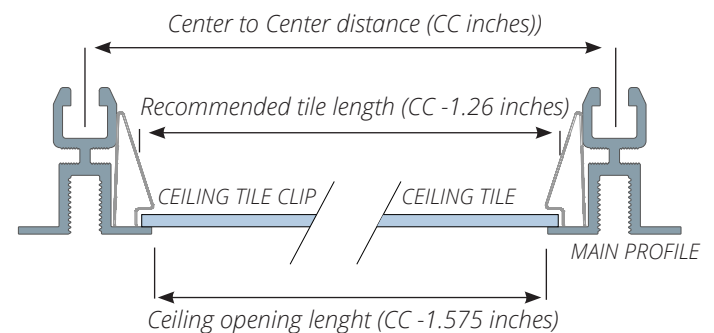 Center to Center distance (CC inches))
Recommended tile length (CC -1.26 inches)
CEILING TILE CLIP
CEILING TILE
MAIN PROFILE
Ceiling opening lenght (CC -1.575 inches)